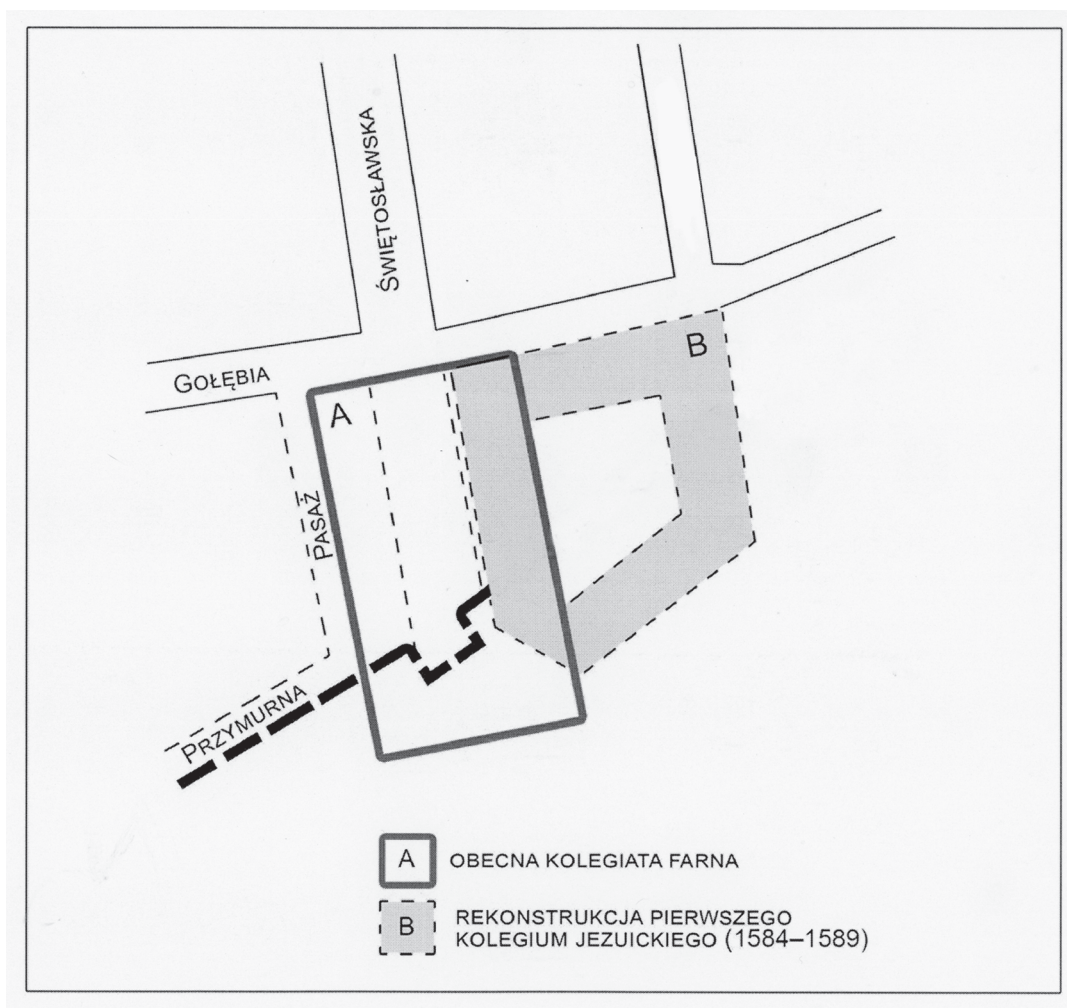 ŚWIĘTOSŁAWSKA
GOŁĘBIA
B
A
PASAŻ
PRZYMURNA
A OBECNA KOLEGIATA FARNA
B REKONSTRUKCJA PIERWSZEGO
KOLEGIUM JEZUICKIEGO (1584–1589)